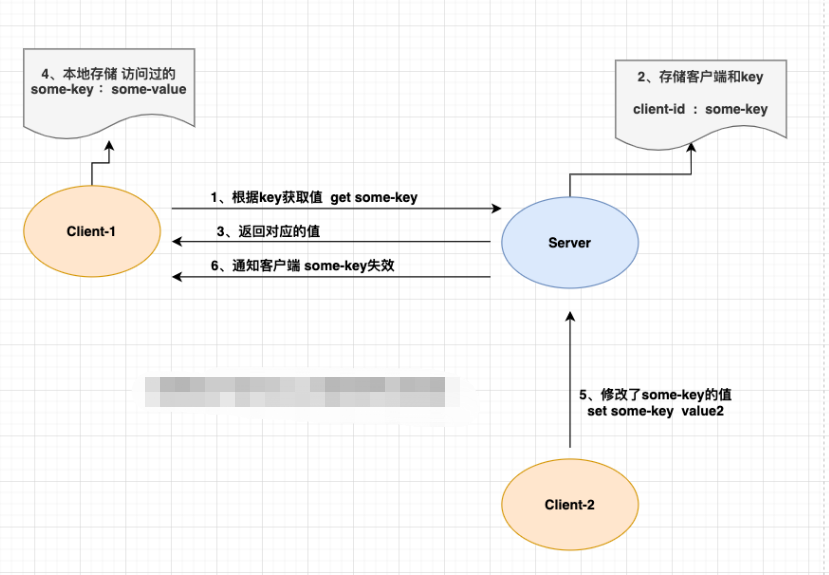 4、本地存储 访问过的
some-key： some-value
2、存储客户端和key
client-id ： some-key
1、根据key获取值 get some-key
Client-1
3、返回对应的值
Server
6、通知客户端 some-key失效
5、修改了some-key的值
set some-key value2
Client-2